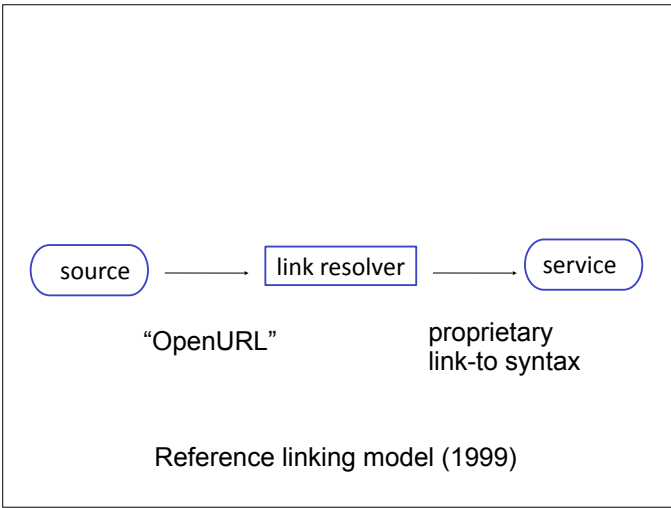 source
link resolver
service
“OpenURL”
proprietary
link-to syntax
Reference linking model (1999)